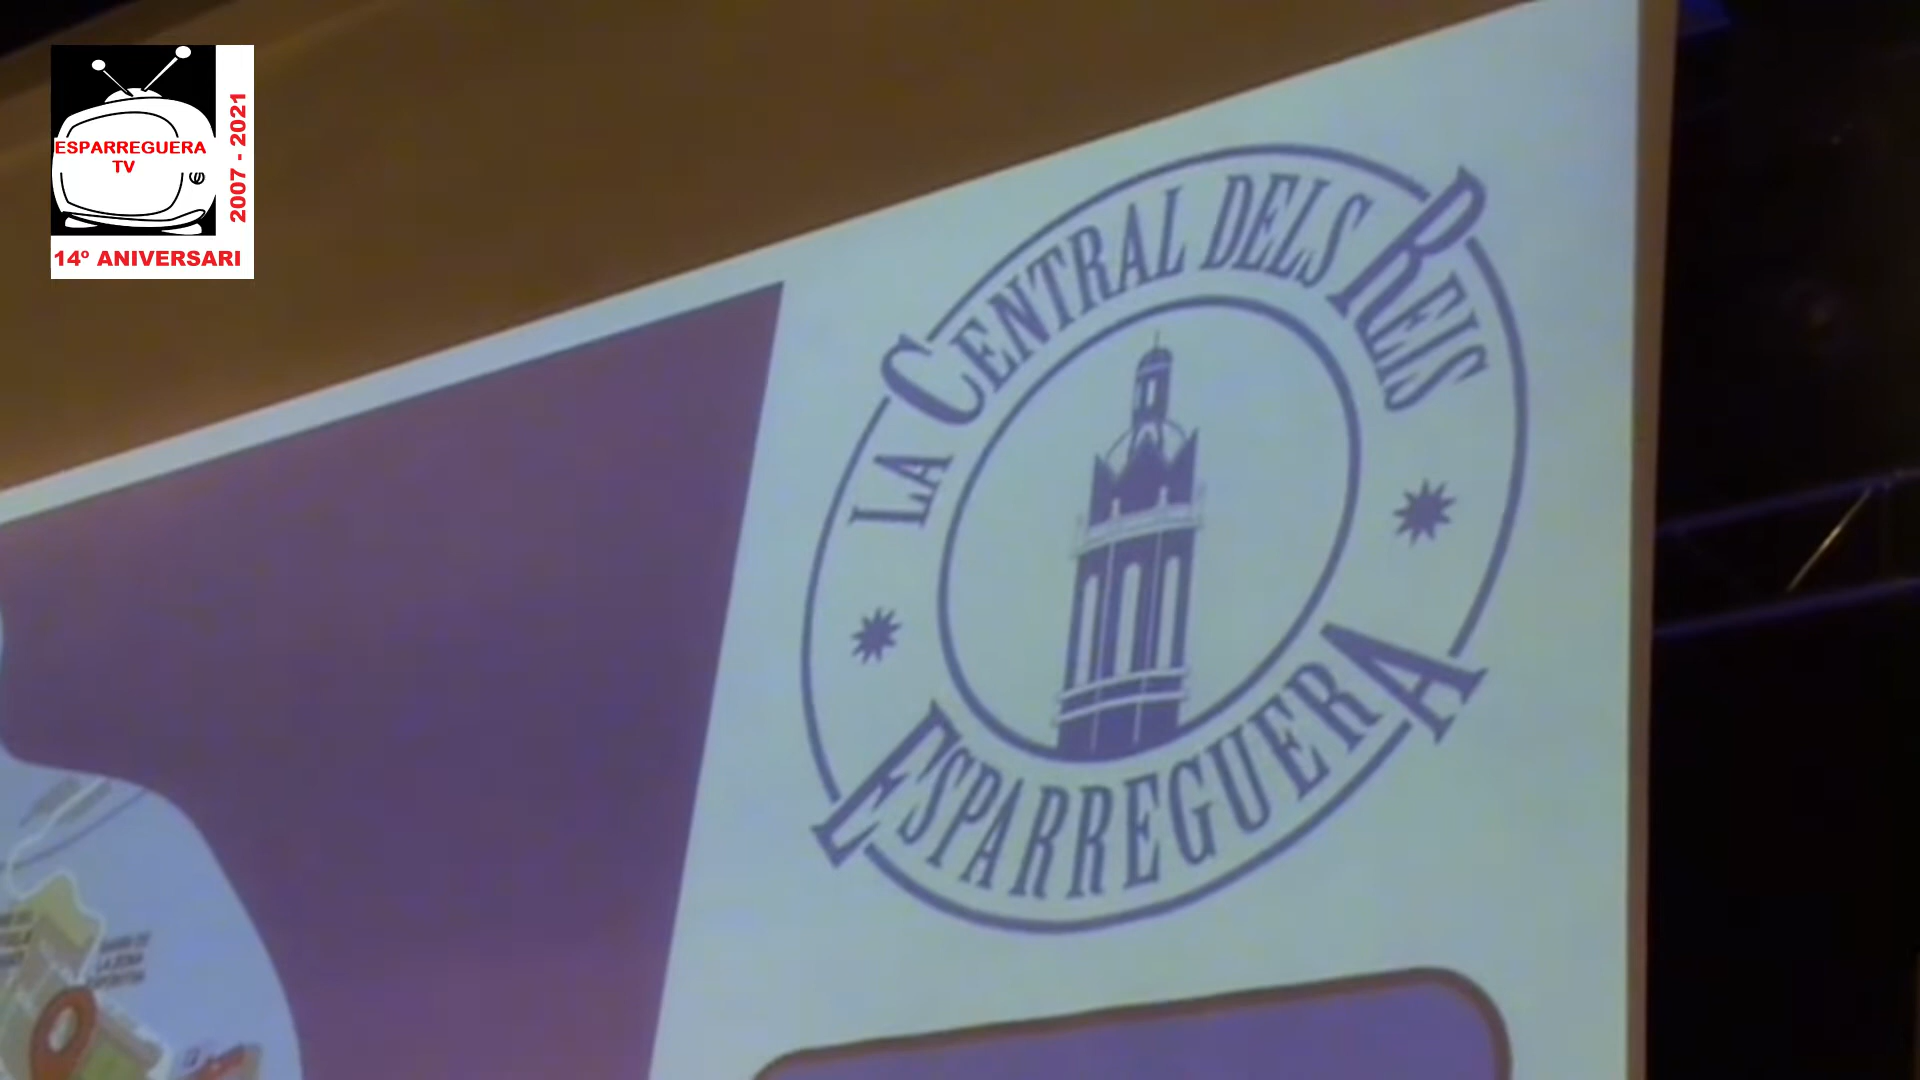 ESPARREGUERA
TV
2007 - 2021
14º ANIVERSARI
LA CENTRAL DELS REIS
ESPARREGUERA